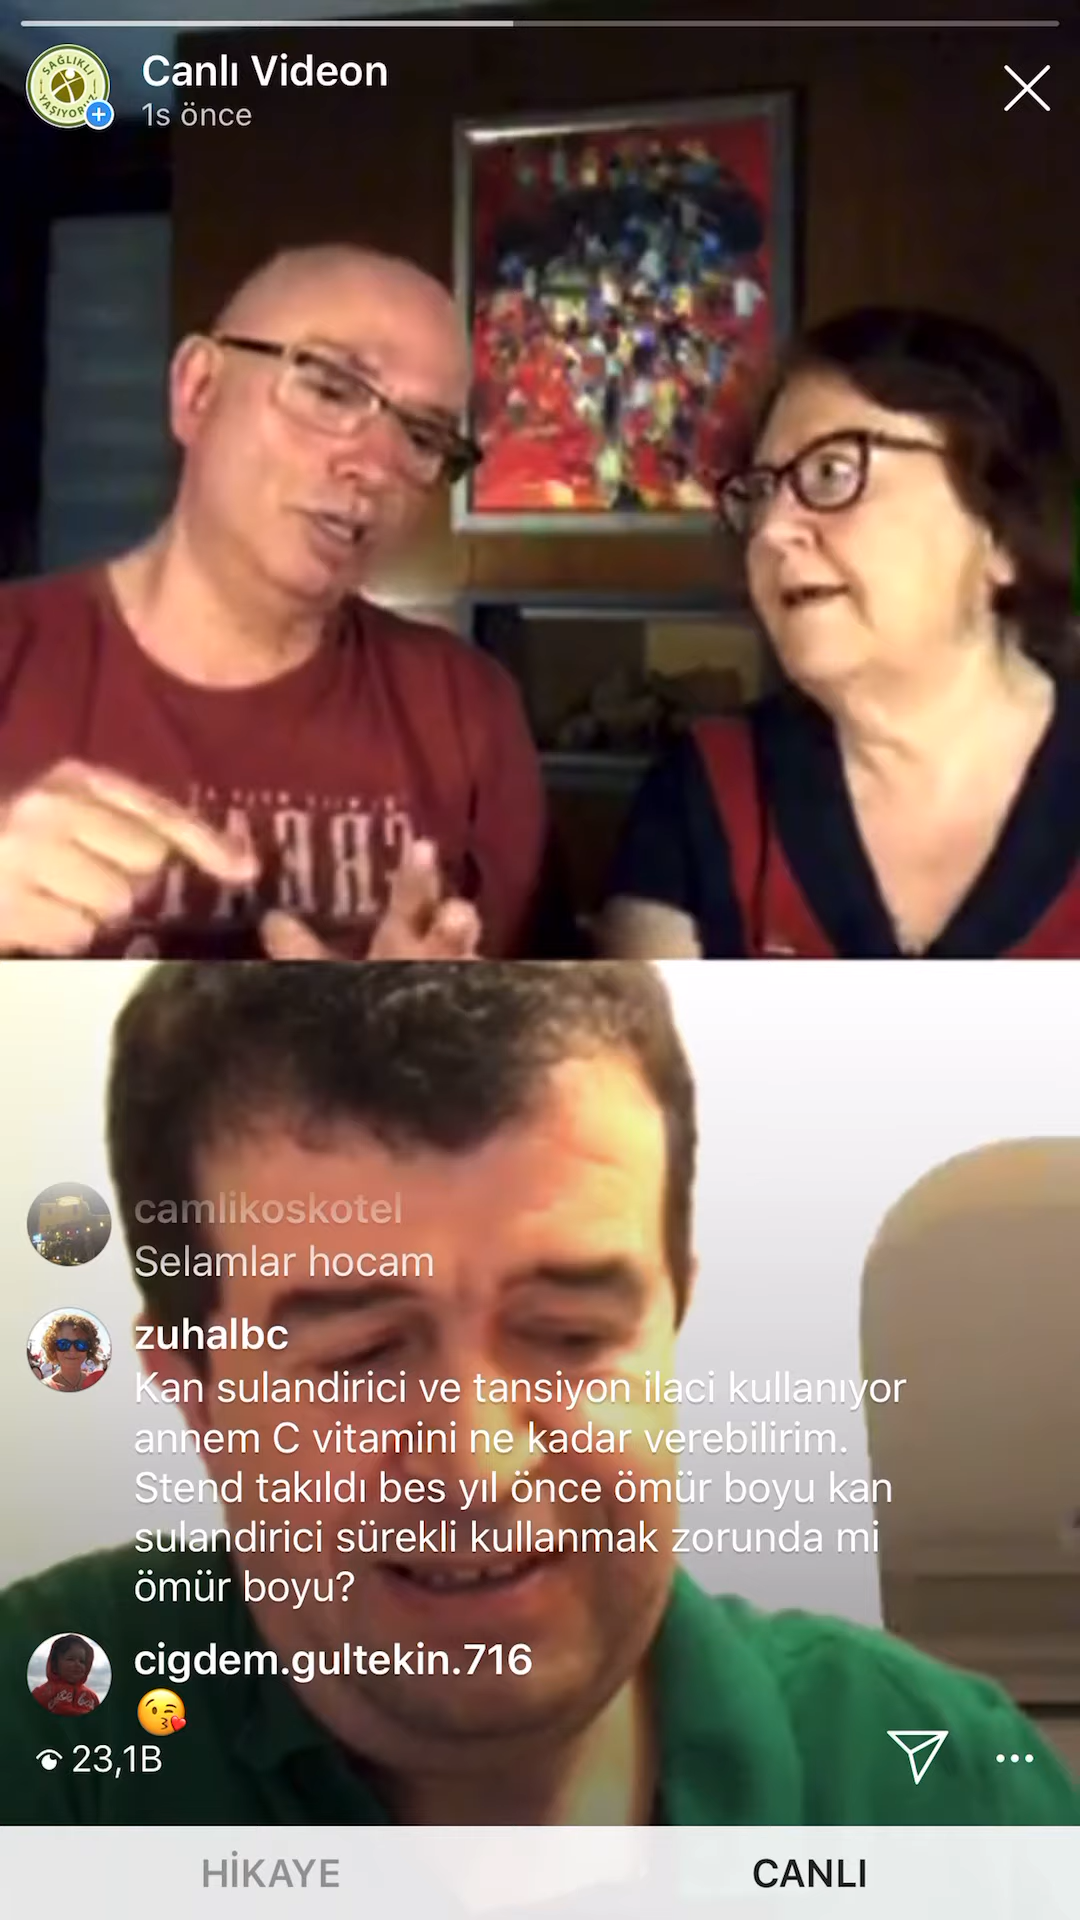 SAĞLIKLI
YAŞIYORUZ
Canlı Videon
1s önce
camlikoskotel
Selamlar hocam
zuhalbc
Kan sulandirici ve tansiyon ilaci kullanıyor
annem C vitamini ne kadar verebilirim.
Stend takıldı bes yıl önce ömür boyu kan
sulandirici sürekli kullanmak zorunda mi
ömür boyu?
cigdem.gultekin.716
😘
23,1B
HİKAYE
CANLI